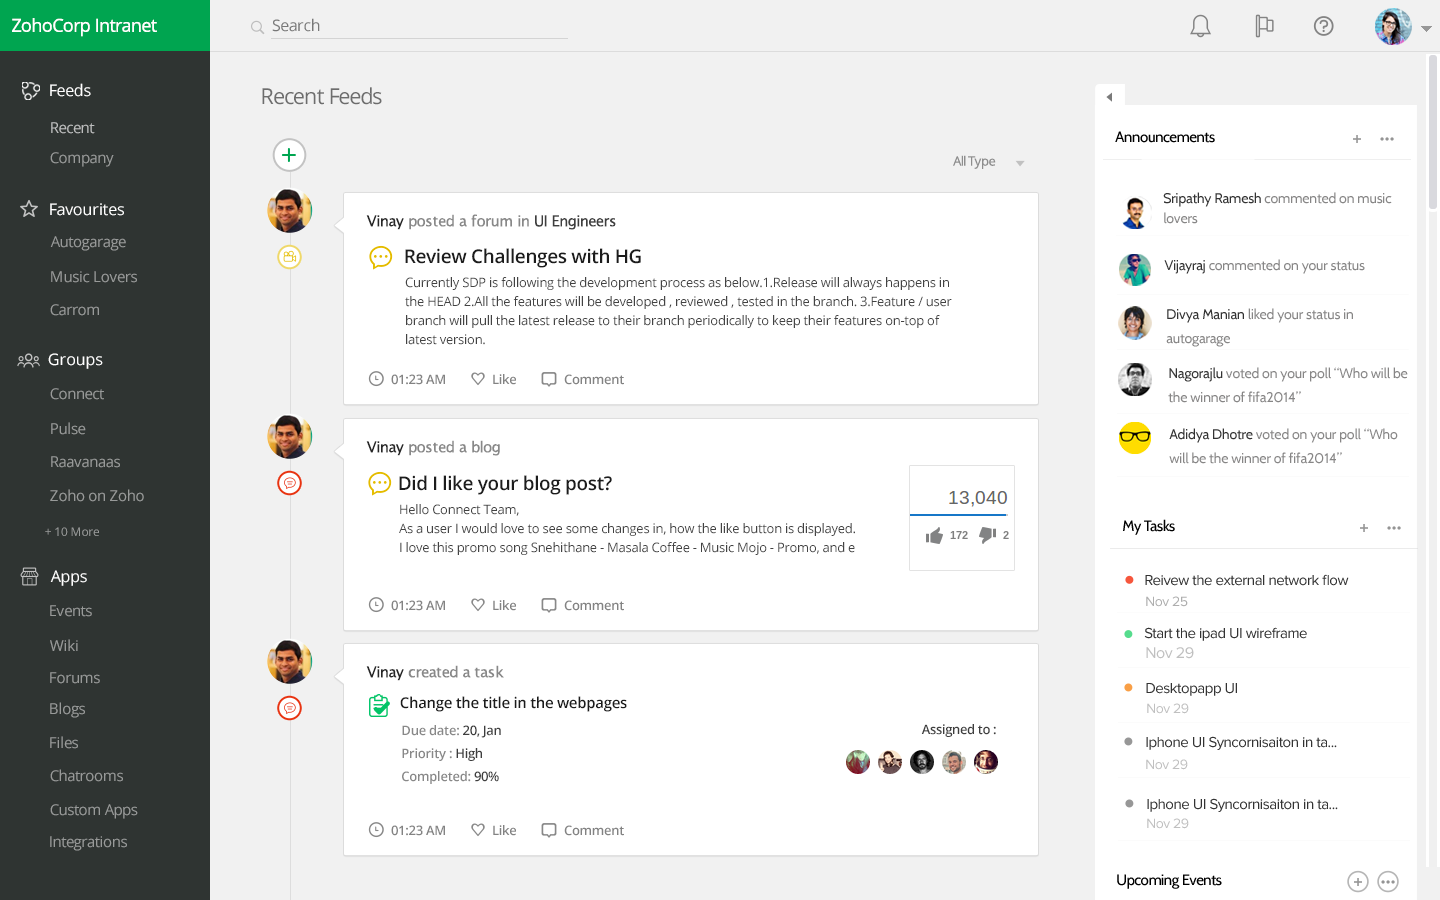 ZohoCorp Intranet
Search
Feeds
Recent
Company
Favourites
Autogarage
Music Lovers
Carrom
Groups
Connect
Pulse
Raavanaas
Zoho on Zoho
+ 10 More
Apps
Events
Wiki
Forums
Blogs
Files
Chatrooms
Custom Apps
Integrations
Recent Feeds
All Type
Vinay posted a forum in UI Engineers
Review Challenges with HG
Currently SDP is following the development process as below.1.Release will always happens in
the HEAD 2.All the features will be developed , reviewed , tested in the branch. 3.Feature / user
branch will pull the latest release to their branch periodically to keep their features on-top of
latest version.
01:23 AM Like Comment
Vinay posted a blog
Did I like your blog post?
Hello Connect Team,
As a user I would love to see some changes in, how the like button is displayed.
I love this promo song Snehithane - Masala Coffee - Music Mojo - Promo, and e
13,040
172 2
01:23 AM Like Comment
Vinay created a task
Change the title in the webpages
Due date: 20, Jan
Priority : High
Completed: 90%
Assigned to :
01:23 AM Like Comment
Announcements
Sripathy Ramesh commented on music
lovers
Vijayraj commented on your status
Divya Manian liked your status in
autogarage
Nagorajlu voted on your poll “Who will be
the winner of fifa2014”
Adidya Dhotre voted on your poll “Who
will be the winner of fifa2014”
My Tasks
Reivew the external network flow
Nov 25
Start the ipad UI wireframe
Nov 29
Desktopapp UI
Nov 29
Iphone UI Syncornisaiton in ta...
Nov 29
Iphone UI Syncornisaiton in ta...
Nov 29
Upcoming Events